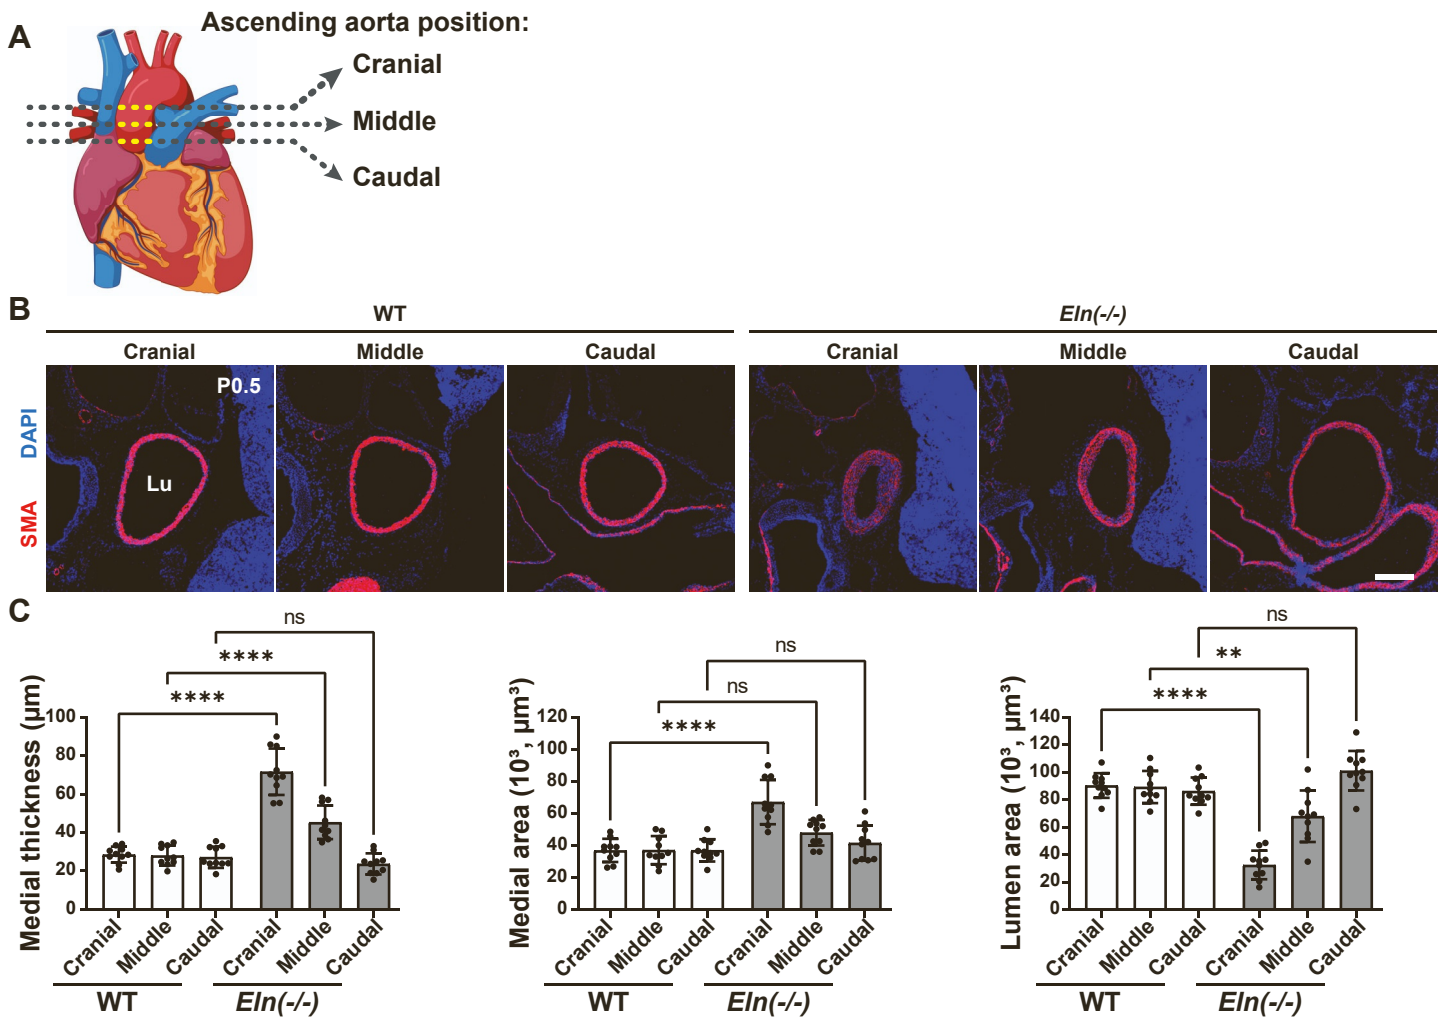 A
Ascending aorta position:
Cranial
Middle
Caudal
B
WT
Eln(-/-)
Cranial
Middle
Caudal
Cranial
Middle
Caudal
SMA DAPI
P0.5
Lu
C
Medial thickness (µm)
100
80
60
40
20
0
ns
****
****
Cranial
Middle
Caudal
Cranial
Middle
Caudal
WT
Eln(-/-)
Medial area (10³, µm³)
120
100
80
60
40
20
0
ns
ns
****
Cranial
Middle
Caudal
Cranial
Middle
Caudal
WT
Eln(-/-)
Lumen area (10³, µm³)
140
120
100
80
60
40
20
0
ns
**
****
Cranial
Middle
Caudal
Cranial
Middle
Caudal
WT
Eln(-/-)